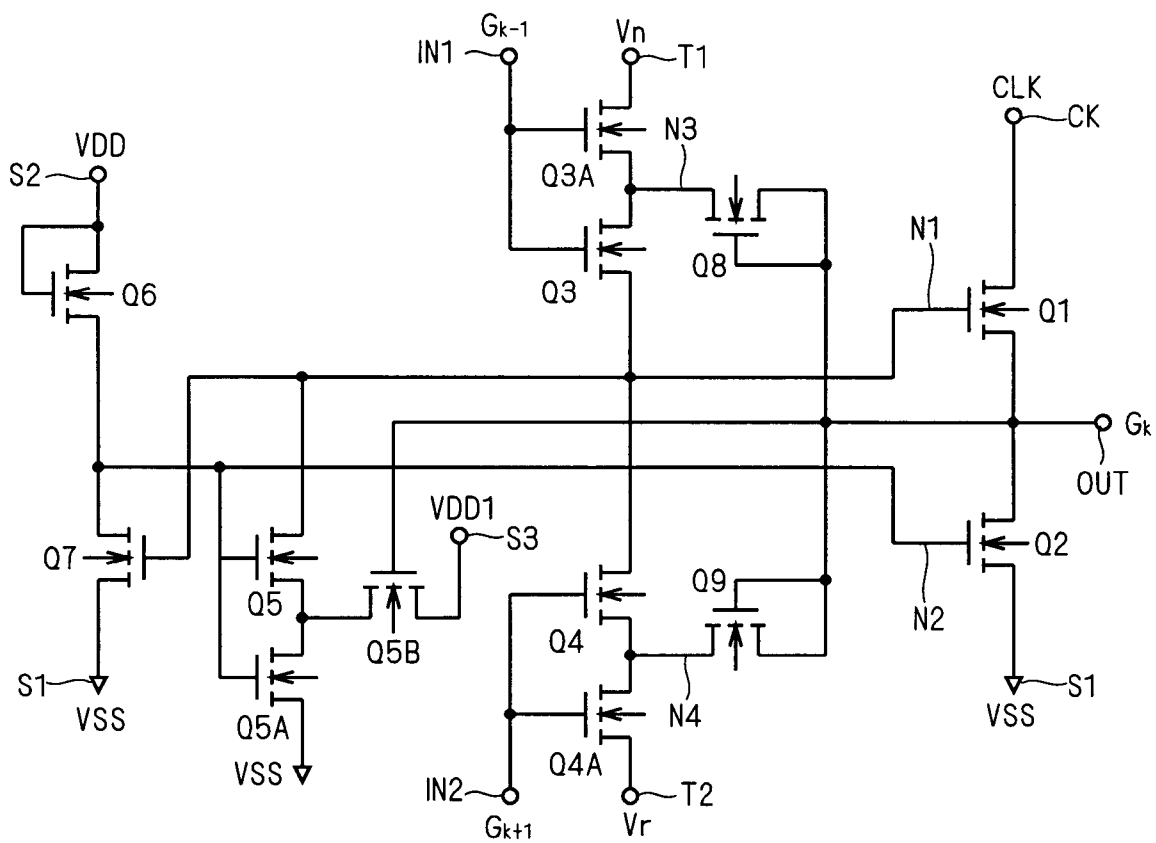 Gk-1
Vn
IN1
T1
CLK
CK
VDD
S2
N3
Q3A
N1
Q6
Q3
Q8
Q1
Gk
OUT
VDD1
S3
Q7
Q9
Q2
Q5
Q4
N2
Q5B
S1
N4
S1
VSS
Q5A
VSS
Q4A
VSS
IN2
T2
Gk+1
Vr